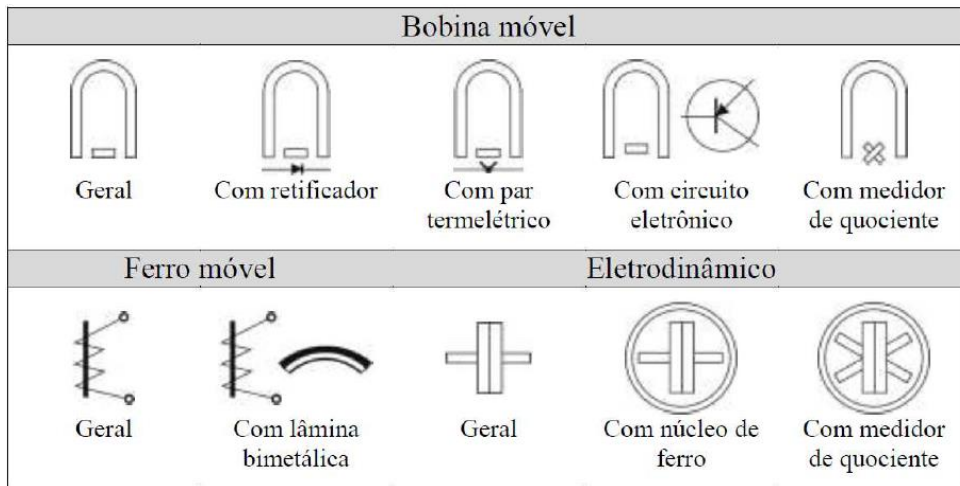 Bobina móvel
Geral
Com retificador
Com par
termelétrico
Com circuito
eletrônico
Com medidor
de quociente
Ferro móvel
Eletrodinâmico
Geral
Com lâmina
bimetálica
Geral
Com núcleo de
ferro
Com medidor
de quociente